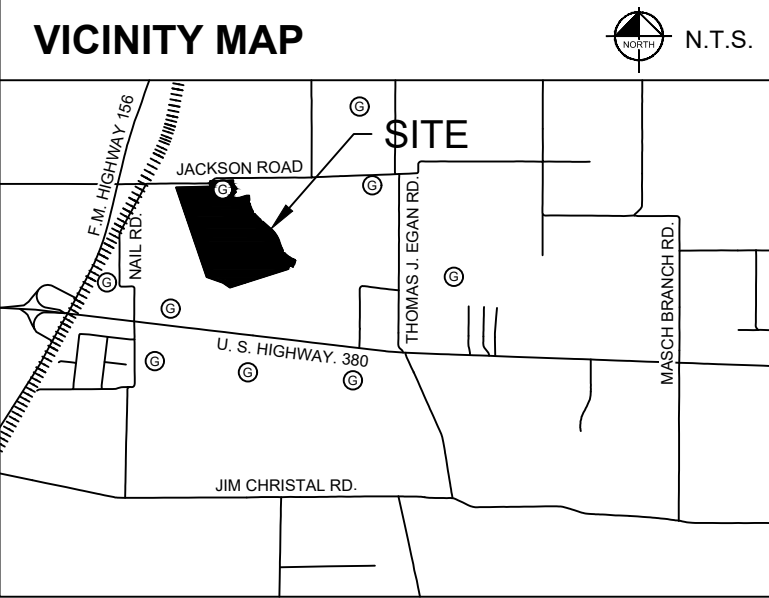 VICINITY MAP
NORTH
N.T.S.
G
SITE
F.M. HIGHWAY 156
JACKSON ROAD
G
G
NAIL RD.
THOMAS J. EGAN RD.
MASCH BRANCH RD.
G
G
G
U. S. HIGHWAY. 380
G
G
G
JIM CHRISTAL RD.